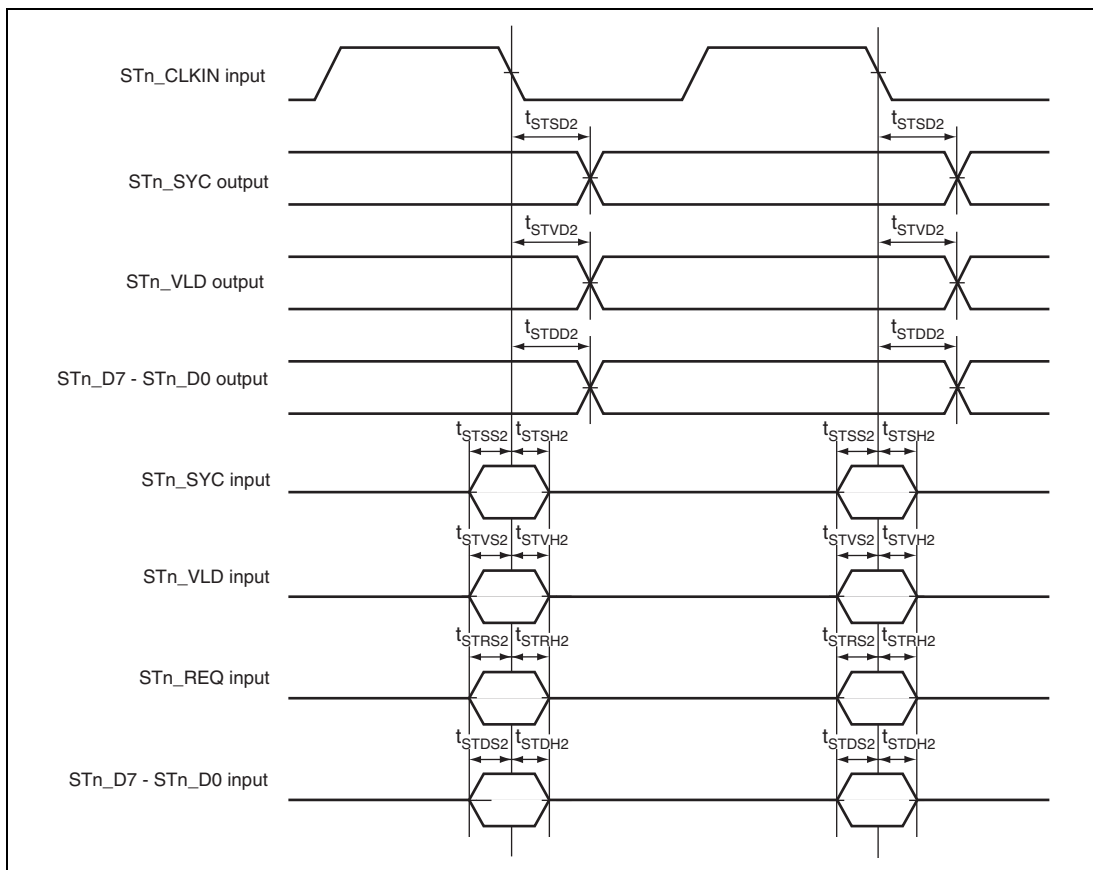 STn_CLKIN input
tSTSD2 tSTSD2
STn_SYC output
tSTVD2 tSTVD2
STn_VLD output
tSTDD2 tSTDD2
STn_D7 - STn_D0 output
tSTSS2 tSTSH2 tSTSS2 tSTSH2
STn_SYC input
tSTVS2 tSTVH2 tSTVS2 tSTVH2
STn_VLD input
tSTRS2 tSTRH2 tSTRS2 tSTRH2
STn_REQ input
tSTDS2 tSTDH2 tSTDS2 tSTDH2
STn_D7 - STn_D0 input